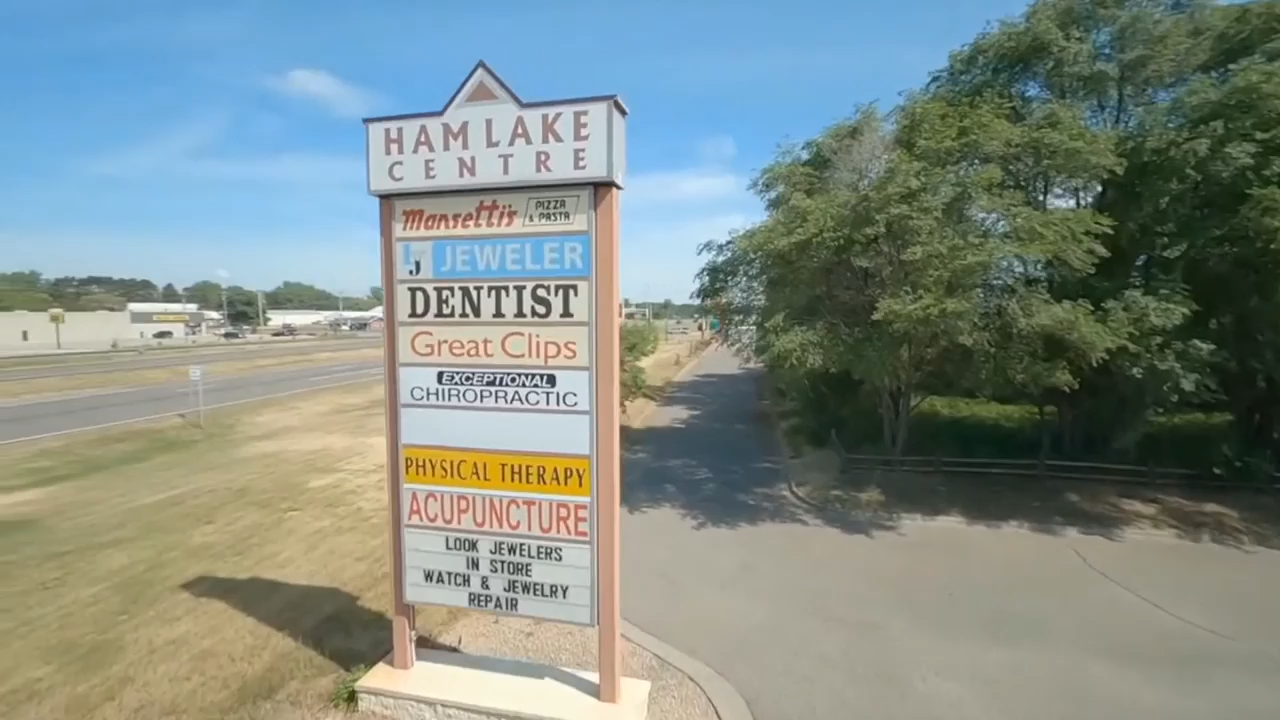 HAM LAKE
CENTRE
Mansetti's PIZZA & PASTA
LJ JEWELER
DENTIST
Great Clips
EXCEPTIONAL
CHIROPRACTIC
PHYSICAL THERAPY
ACUPUNCTURE
LOOK JEWELERS
IN STORE
WATCH & JEWELRY
REPAIR